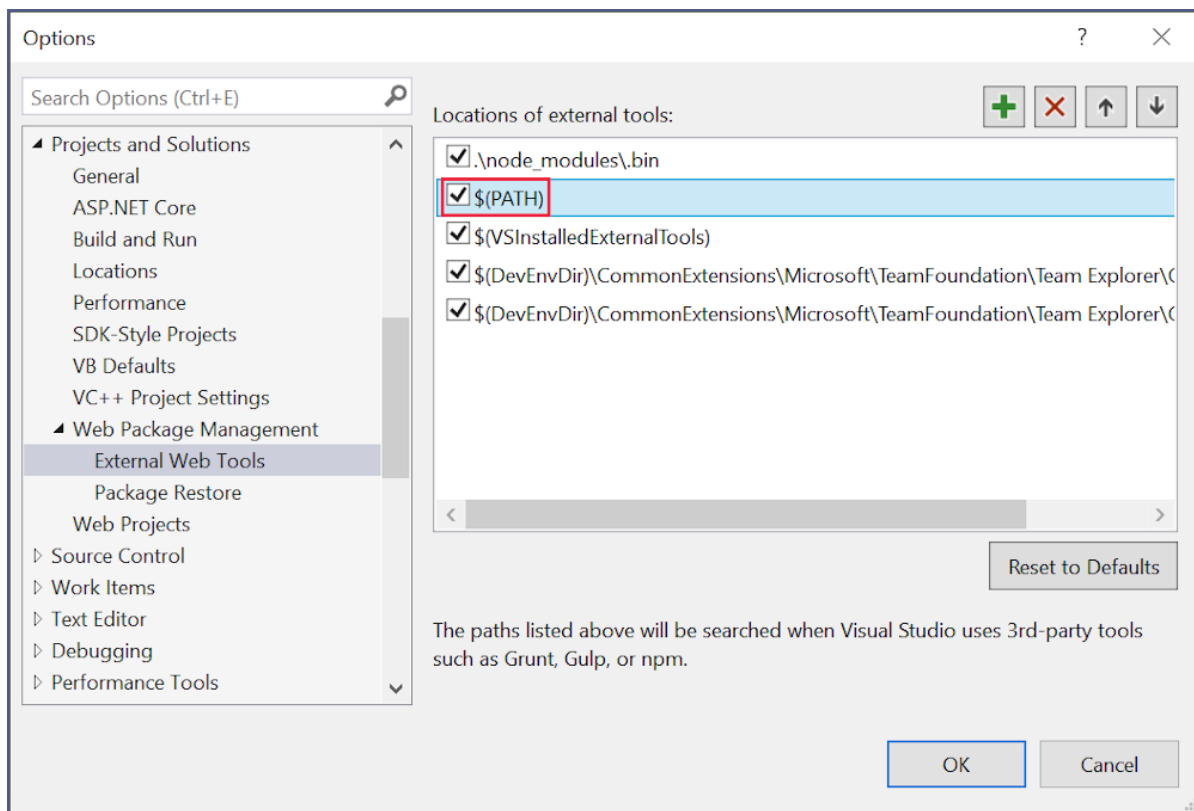 Options
?
Search Options (Ctrl+E)
Projects and Solutions
General
ASP.NET Core
Build and Run
Locations
Performance
SDK-Style Projects
VB Defaults
VC++ Project Settings
Web Package Management
External Web Tools
Package Restore
Web Projects
Source Control
Work Items
Text Editor
Debugging
Performance Tools
Locations of external tools:
.\node_modules\.bin
$(PATH)
$(VSInstalledExternalTools)
$(DevEnvDir)\CommonExtensions\Microsoft\TeamFoundation\Team Explorer\
$(DevEnvDir)\CommonExtensions\Microsoft\TeamFoundation\Team Explorer\
Reset to Defaults
The paths listed above will be searched when Visual Studio uses 3rd-party tools
such as Grunt, Gulp, or npm.
OK
Cancel